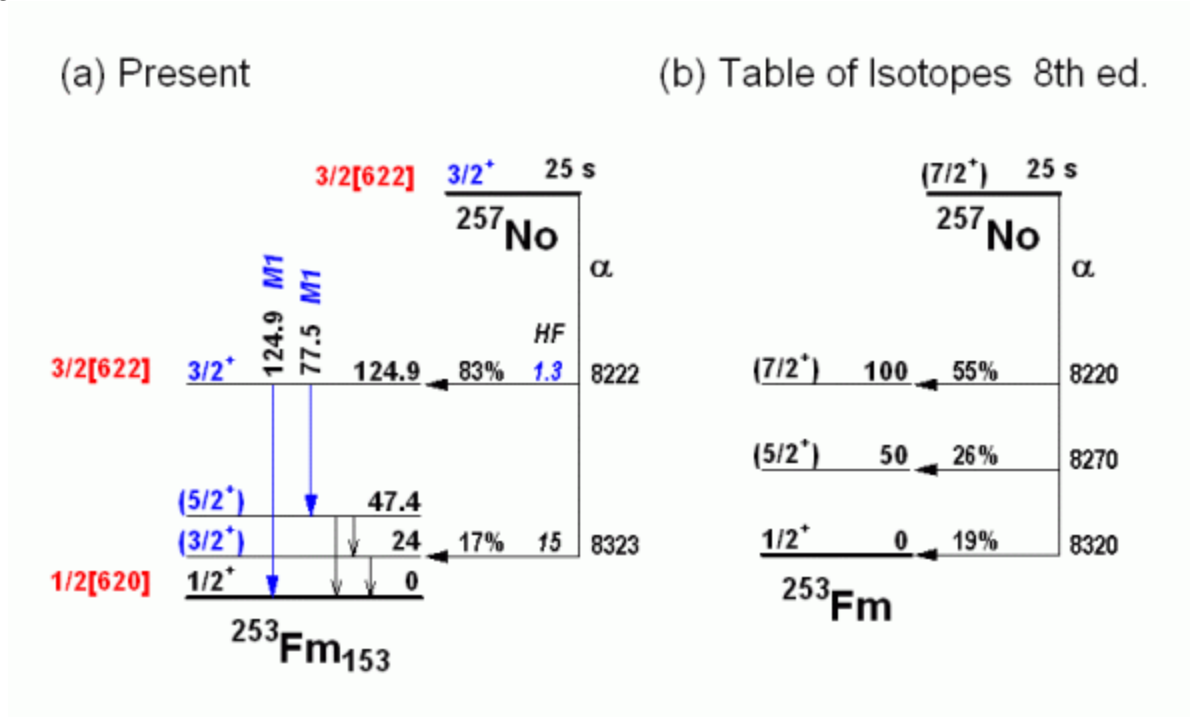 (a) Present
(b) Table of Isotopes 8th ed.
3/2[622] 3/2⁺ 25 s
²⁵⁷No
α
124.9 M1
77.5 M1
HF
3/2[622] 3/2⁺ 124.9 83% 1.3 8222
(5/2⁺) 47.4
(3/2⁺) 24 17% 15 8323
1/2[620] 1/2⁺ 0
²⁵³Fm₁₅₃
(7/2⁺) 25 s
²⁵⁷No
α
(7/2⁺) 100 55% 8220
(5/2⁺) 50 26% 8270
1/2⁺ 0 19% 8320
²⁵³Fm